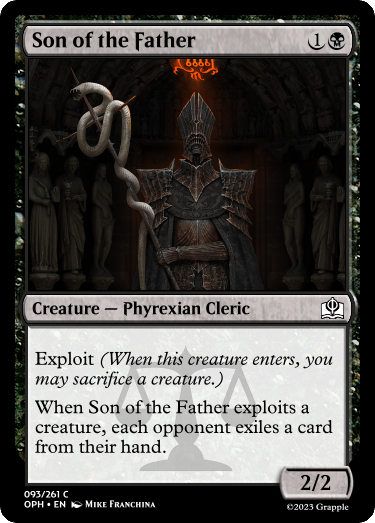 Son of the Father 1
Creature — Phyrexian Cleric
Exploit (When this creature enters, you
may sacrifice a creature.)
When Son of the Father exploits a
creature, each opponent exiles a card
from their hand.
2/2
093/261 C
OPH • EN Mike Franchina
©2023 Grapple